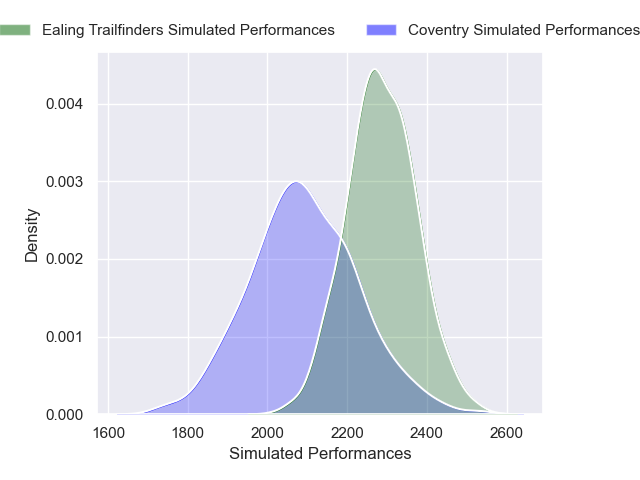 Ealing Trailfinders Simulated Performances
Coventry Simulated Performances
0.004
0.003
0.002
0.001
0.000
Density
1600 1800 2000 2200 2400 2600
Simulated Performances